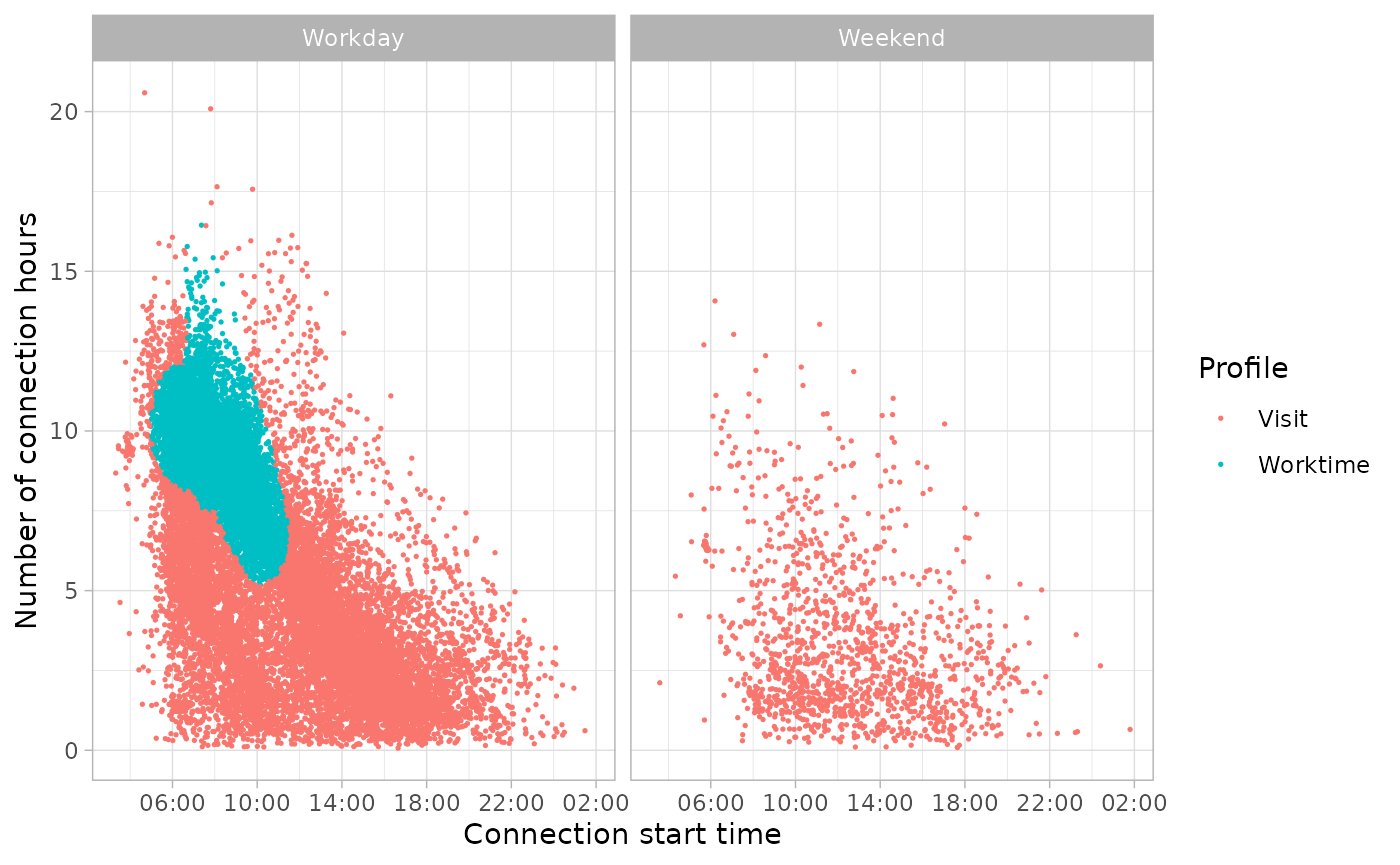 Workday
Weekend
Number of connection hours
20
15
10
5
0
06:00 10:00 14:00 18:00 22:00 02:00
06:00 10:00 14:00 18:00 22:00 02:00
Connection start time
Profile
Visit
Worktime